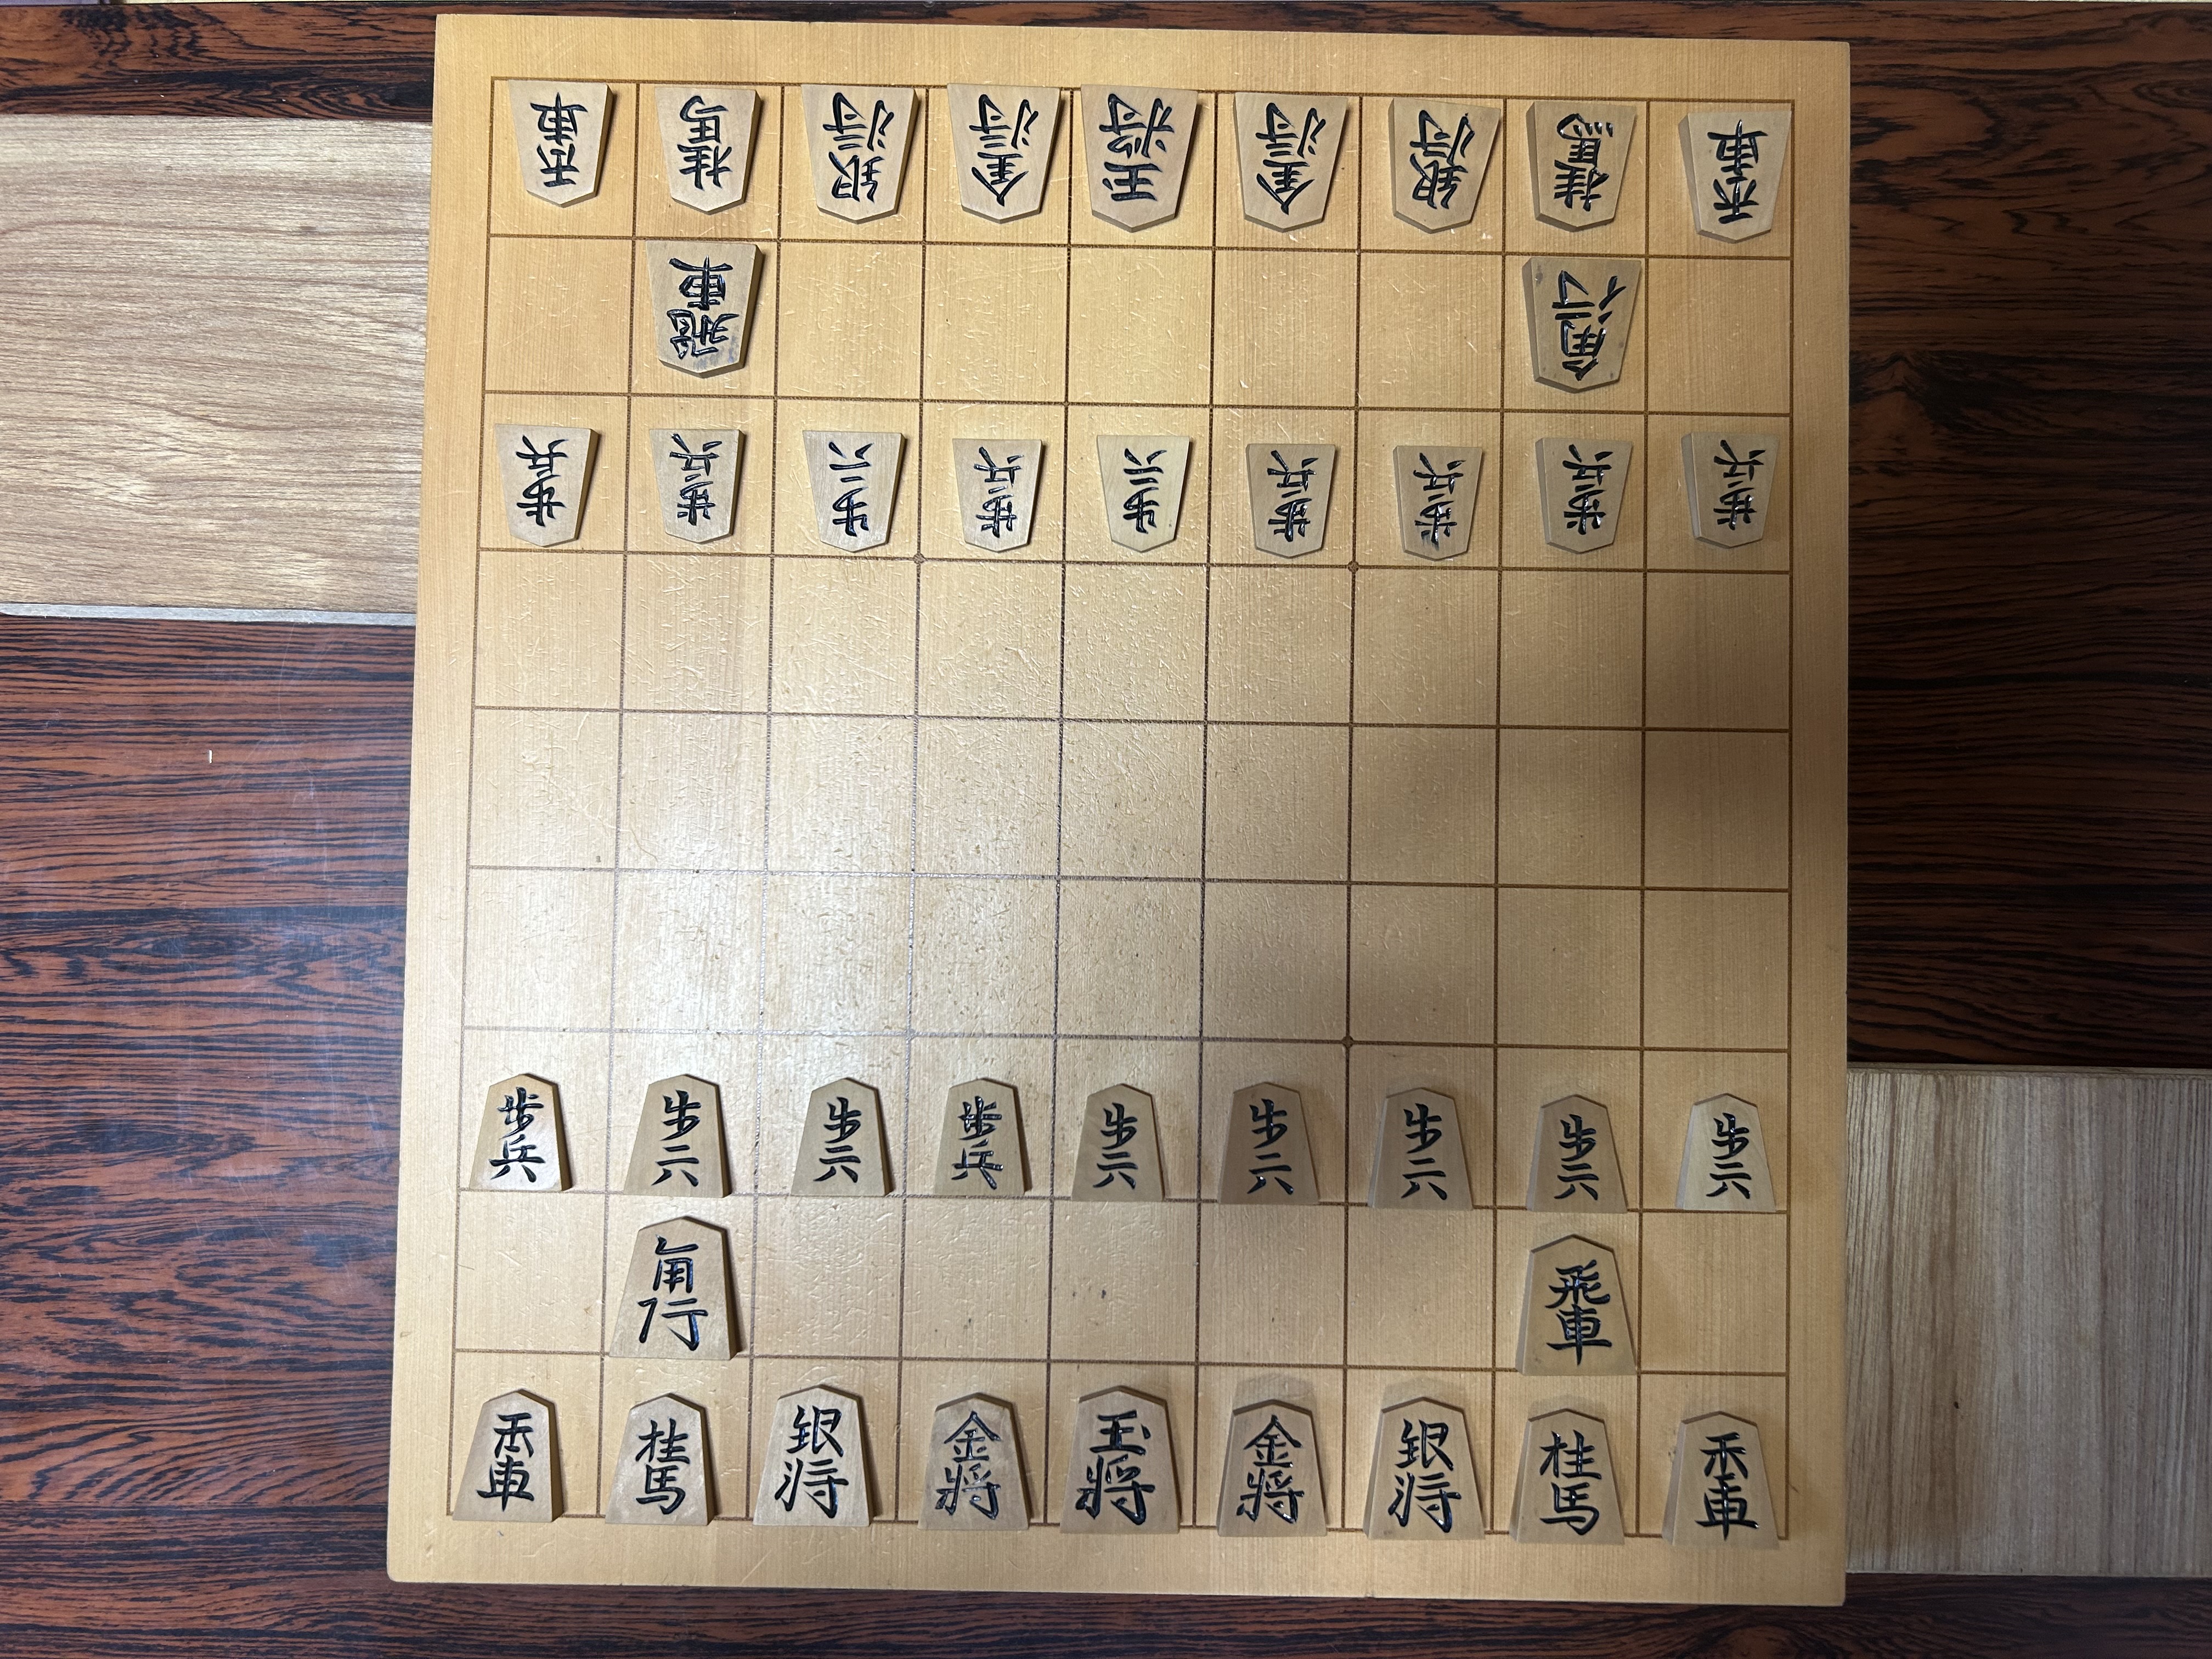 香車 桂馬 銀将 金将 王将 金将 銀将 桂馬 香車
飛車 角行
歩兵 歩兵 歩兵 歩兵 歩兵 歩兵 歩兵 歩兵 歩兵
歩兵 歩兵 歩兵 歩兵 歩兵 歩兵 歩兵 歩兵 歩兵
角行 飛車
香車 桂馬 銀将 金将 玉将 金将 銀将 桂馬 香車